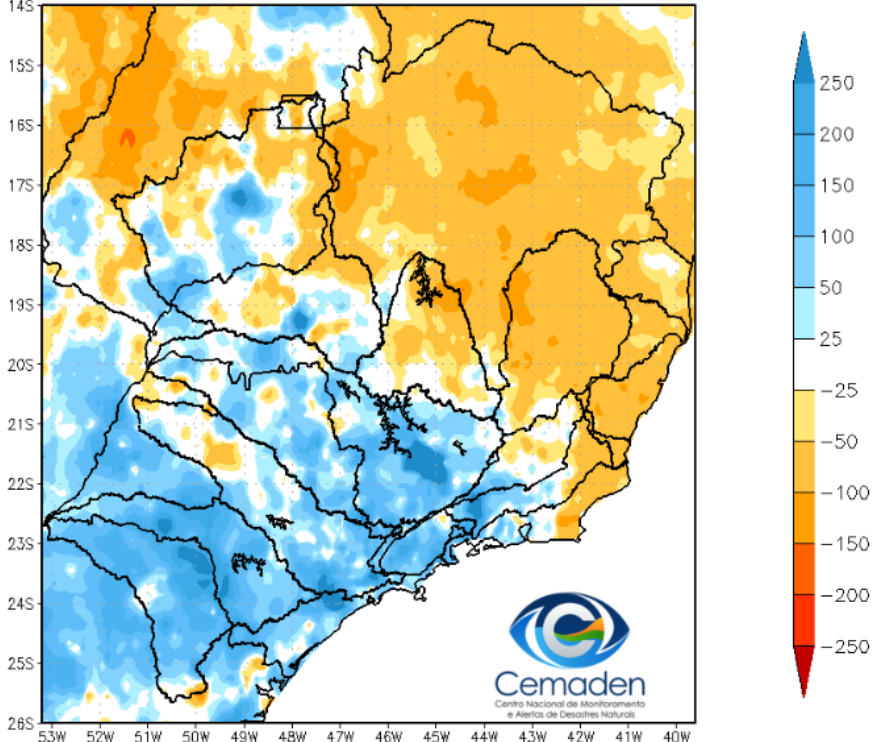 14S
15S
16S
17S
18S
19S
20S
21S
22S
23S
24S
25S
26S
53W 52W 51W 50W 49W 48W 47W 46W 45W 44W 43W 42W 41W 40W
250
200
150
100
50
25
-25
-50
-100
-150
-200
-250
Cemaden
Centro Nacional de Monitoramento
e Alertas de Desastres Naturais